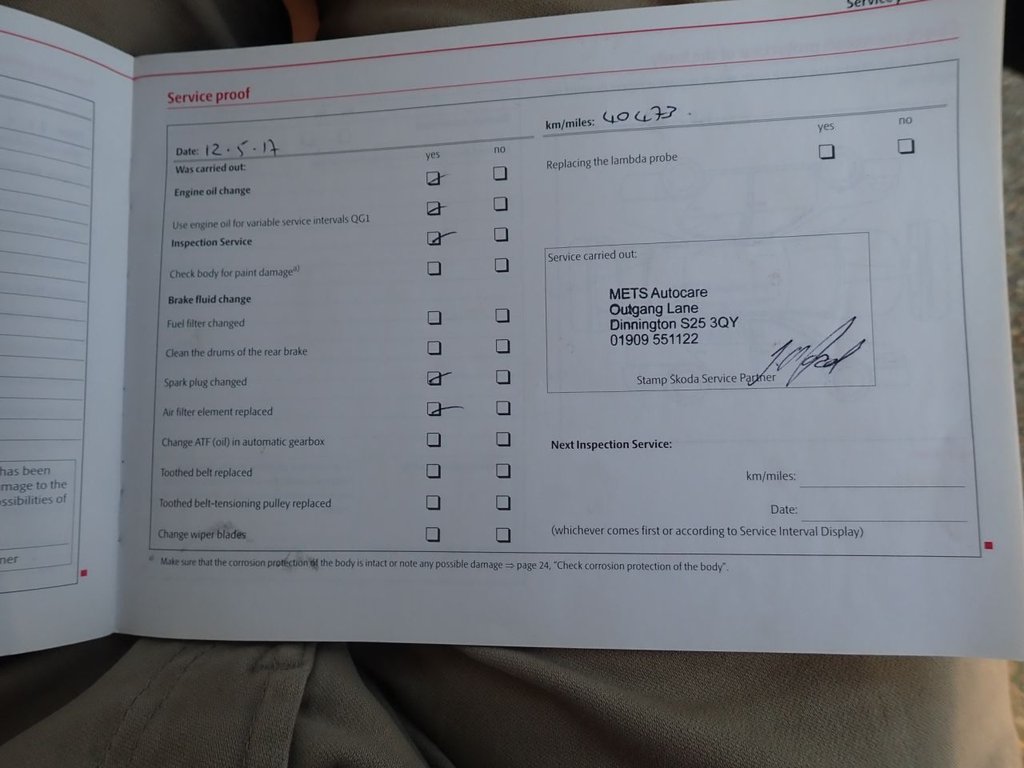 Service proof
Date: 12.5.17
km/miles: 40473.
yes no
yes no
Was carried out:
Engine oil change
Use engine oil for variable service intervals QG1
Inspection Service
Check body for paint damage a)
Brake fluid change
Fuel filter changed
Clean the drums of the rear brake
Spark plug changed
Air filter element replaced
Change ATF (oil) in automatic gearbox
Toothed belt replaced
Toothed belt-tensioning pulley replaced
Change wiper blades
Replacing the lambda probe
Service carried out:
METS Autocare
Outgang Lane
Dinnington S25 3QY
01909 551122
Stamp Škoda Service Partner
Next Inspection Service:
km/miles:
Date:
(whichever comes first or according to Service Interval Display)
a) Make sure that the corrosion protection of the body is intact or note any possible damage ⇒ page 24, "Check corrosion protection of the body".
has been
mage to the
ssibilities of
ner